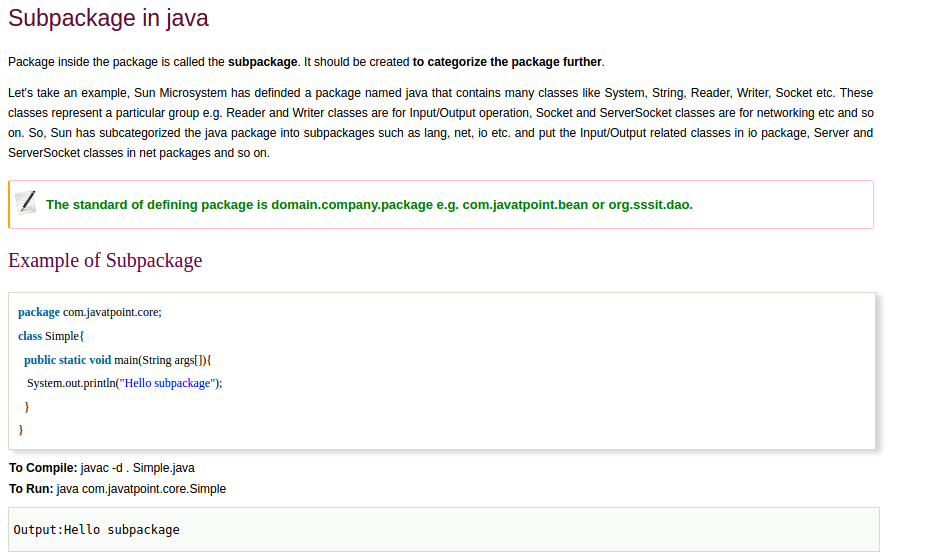 Subpackage in java
Package inside the package is called the subpackage. It should be created to categorize the package further.
Let's take an example, Sun Microsystem has definded a package named java that contains many classes like System, String, Reader, Writer, Socket etc. These
classes represent a particular group e.g. Reader and Writer classes are for Input/Output operation, Socket and ServerSocket classes are for networking etc and so
on. So, Sun has subcategorized the java package into subpackages such as lang, net, io etc. and put the Input/Output related classes in io package, Server and
ServerSocket classes in net packages and so on.
The standard of defining package is domain.company.package e.g. com.javatpoint.bean or org.sssit.dao.
Example of Subpackage
package com.javatpoint.core;
class Simple{
public static void main(String args[]){
System.out.println("Hello subpackage");
}
}
To Compile: javac -d . Simple.java
To Run: java com.javatpoint.core.Simple
Output:Hello subpackage